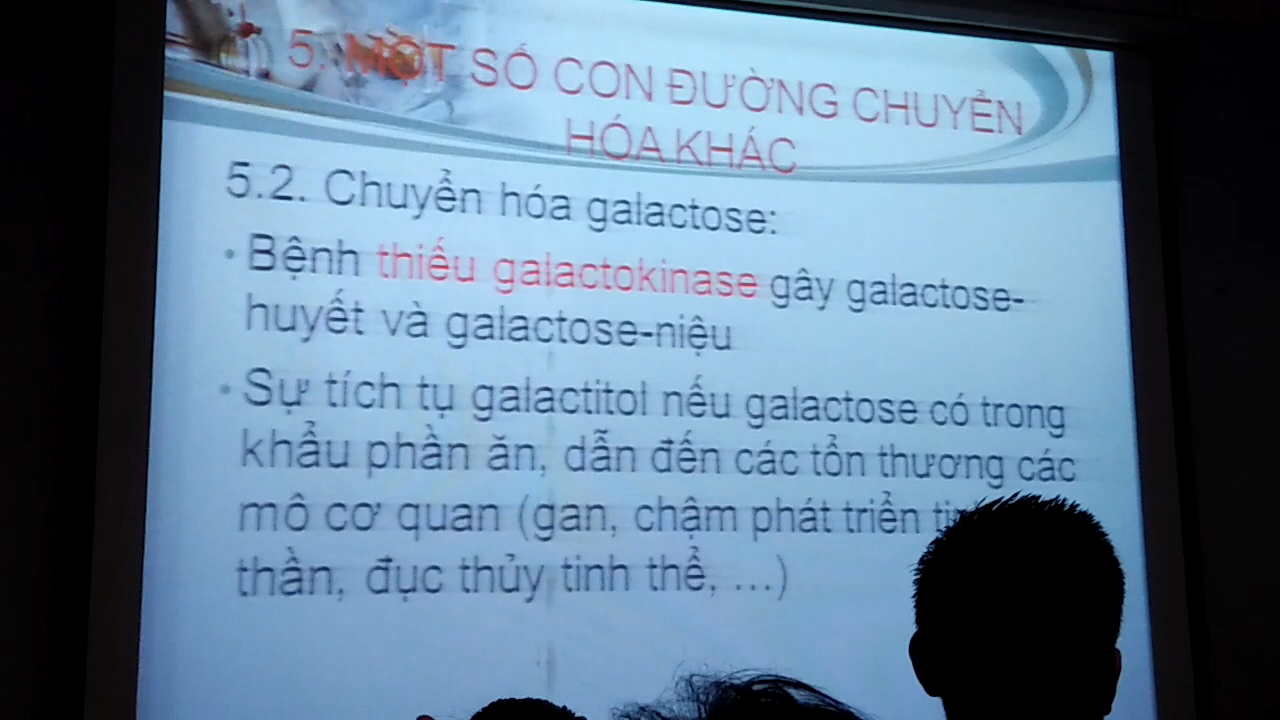 5. MỘT SỐ CON ĐƯỜNG CHUYỂN
HÓA KHÁC
5.2. Chuyển hóa galactose:
• Bệnh thiếu galactokinase gây galactose-
huyết và galactose-niệu
• Sự tích tụ galactitol nếu galactose có trong
khẩu phần ăn, dẫn đến các tổn thương các
mô cơ quan (gan, chậm phát triển
thần, đục thủy tinh thể, ...)